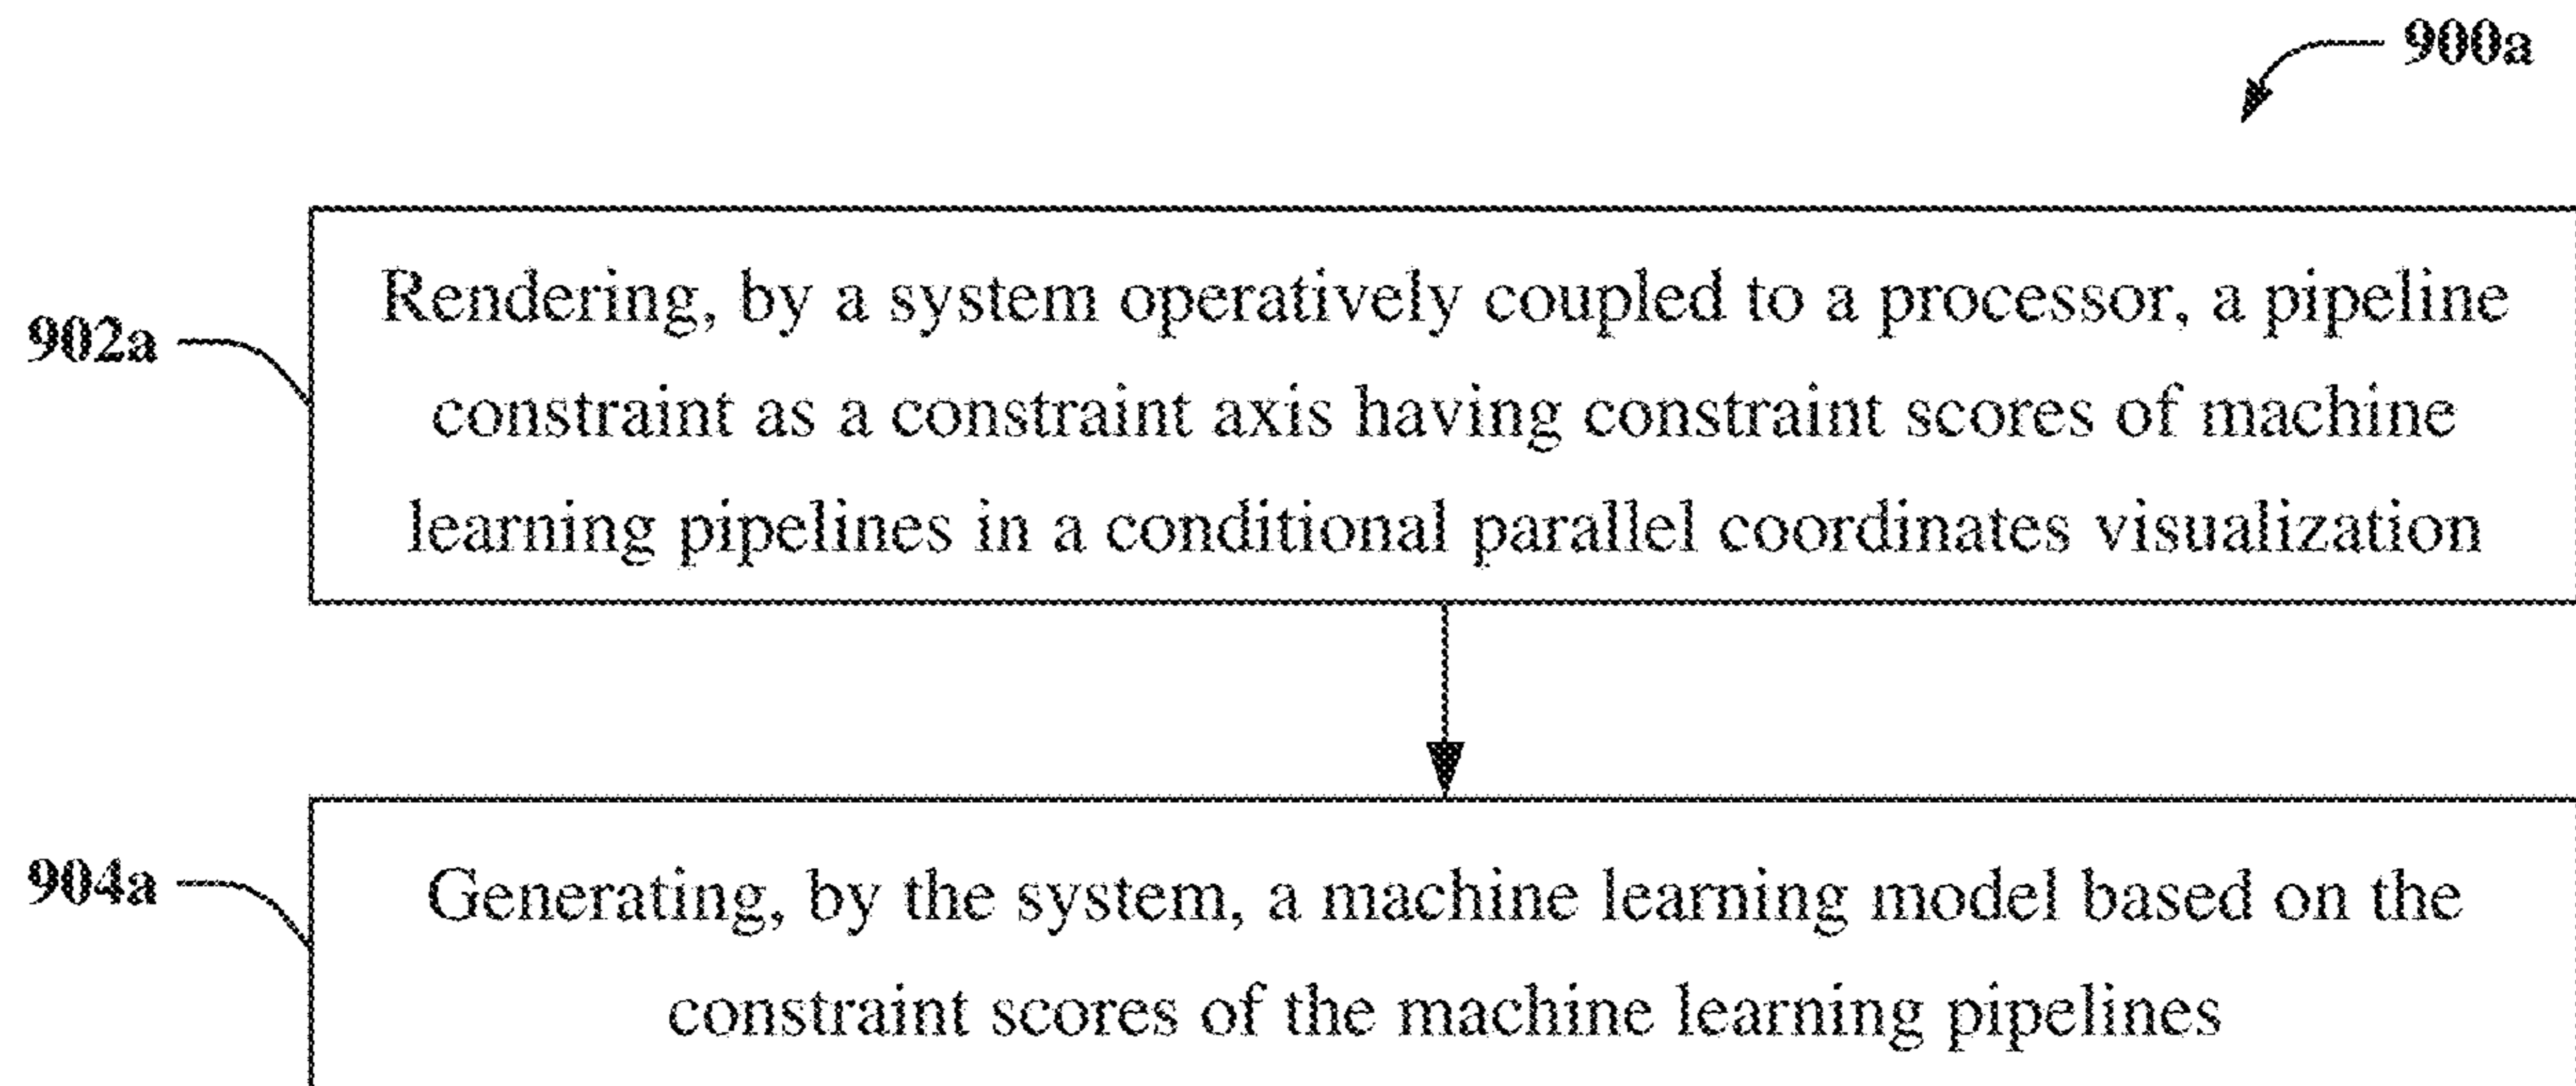 900a
902a
Rendering, by a system operatively coupled to a processor, a pipeline
constraint as a constraint axis having constraint scores of machine
learning pipelines in a conditional parallel coordinates visualization
904a
Generating, by the system, a machine learning model based on the
constraint scores of the machine learning pipelines